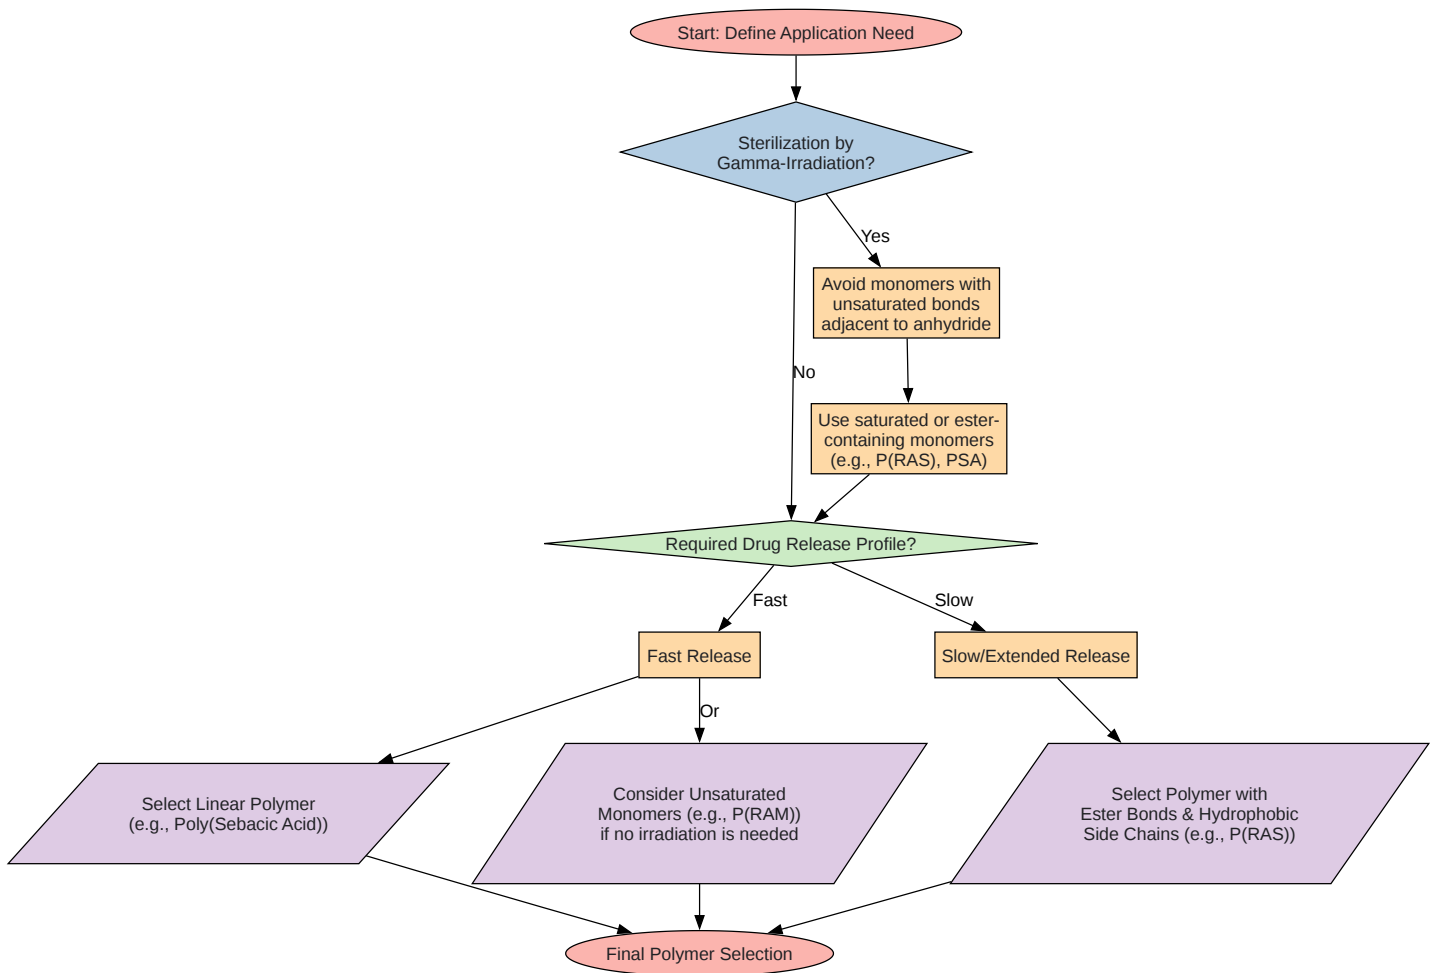 Start: Define Application Need
Sterilization by
Gamma-Irradiation?
Yes
Avoid monomers with
unsaturated bonds
adjacent to anhydride
No
Use saturated or ester-
containing monomers
(e.g., P(RAS), PSA)
Required Drug Release Profile?
Fast
Slow
Fast Release
Slow/Extended Release
Or
Select Linear Polymer
(e.g., Poly(Sebacic Acid))
Consider Unsaturated
Monomers (e.g., P(RAM))
if no irradiation is needed
Select Polymer with
Ester Bonds & Hydrophobic
Side Chains (e.g., P(RAS))
Final Polymer Selection